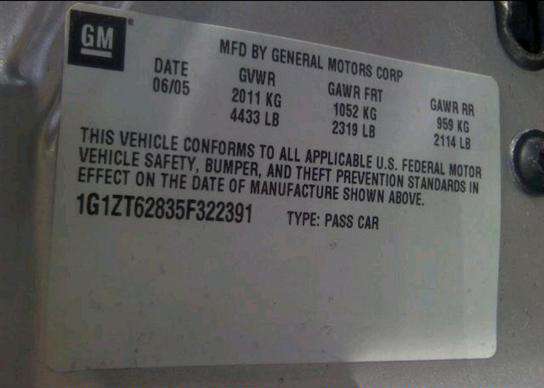 GM
MFD BY GENERAL MOTORS CORP
DATE GVWR GAWR FRT GAWR RR
06/05 2011 KG 1052 KG 959 KG
4433 LB 2319 LB 2114 LB
THIS VEHICLE CONFORMS TO ALL APPLICABLE U.S. FEDERAL MOTOR
VEHICLE SAFETY, BUMPER, AND THEFT PREVENTION STANDARDS IN
EFFECT ON THE DATE OF MANUFACTURE SHOWN ABOVE.
1G1ZT62835F322391 TYPE: PASS CAR